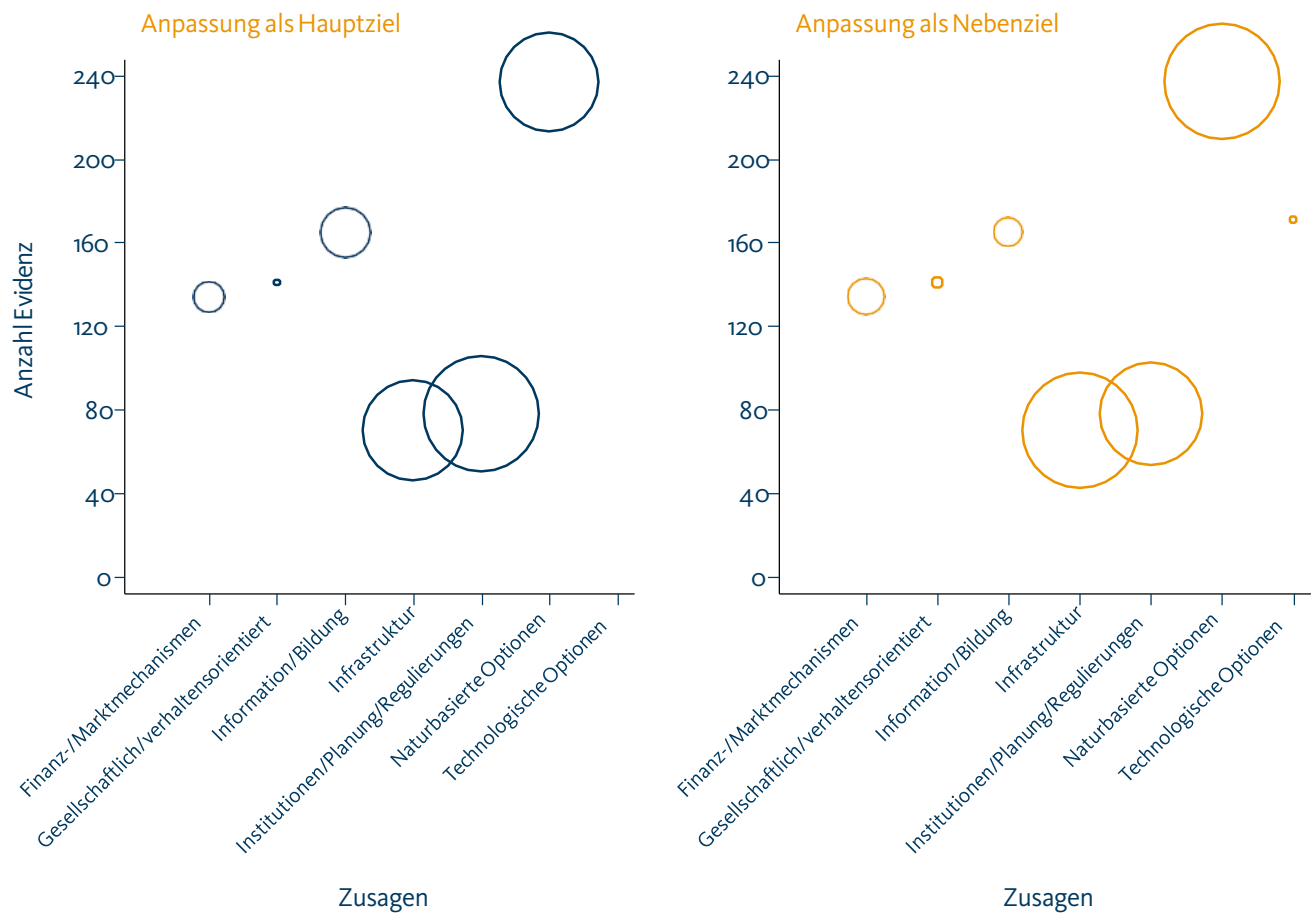 Anpassung als Hauptziel
Anzahl Evidenz
240
200
160
120
80
40
0
Finanz-/Marktmechanismen
Gesellschaftlich/verhaltensorientiert
Information/Bildung
Infrastruktur
Institutionen/Planung/Regulierungen
Naturbasierte Optionen
Technologische Optionen
Zusagen
Anpassung als Nebenziel
240
200
160
120
80
40
0
Finanz-/Marktmechanismen
Gesellschaftlich/verhaltensorientiert
Information/Bildung
Infrastruktur
Institutionen/Planung/Regulierungen
Naturbasierte Optionen
Technologische Optionen
Zusagen